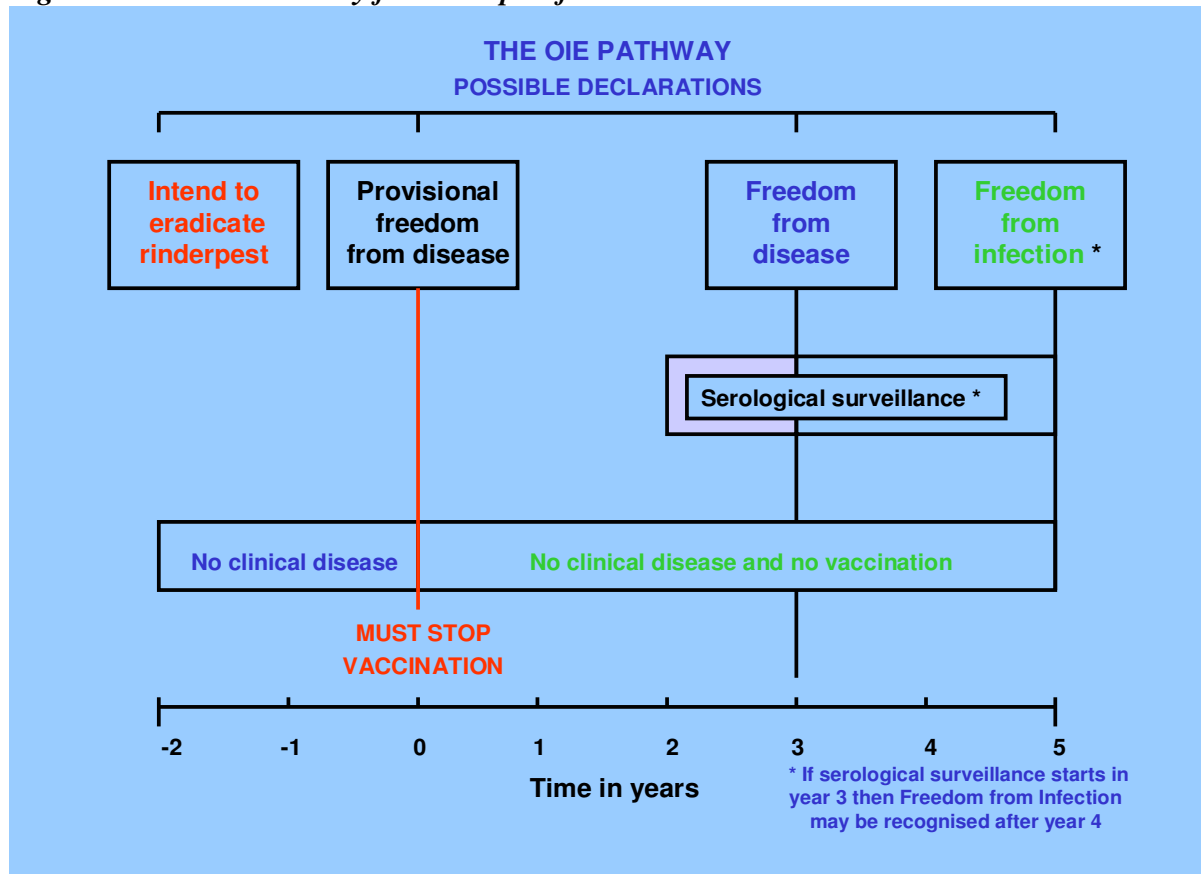 THE OIE PATHWAY
POSSIBLE DECLARATIONS
Intend to
eradicate
rinderpest
Provisional
freedom
from disease
Freedom
from
disease
Freedom
from
infection *
Serological surveillance *
No clinical disease
No clinical disease and no vaccination
MUST STOP
VACCINATION
-2 -1 0 1 2 3 4 5
Time in years
* If serological surveillance starts in
year 3 then Freedom from Infection
may be recognised after year 4